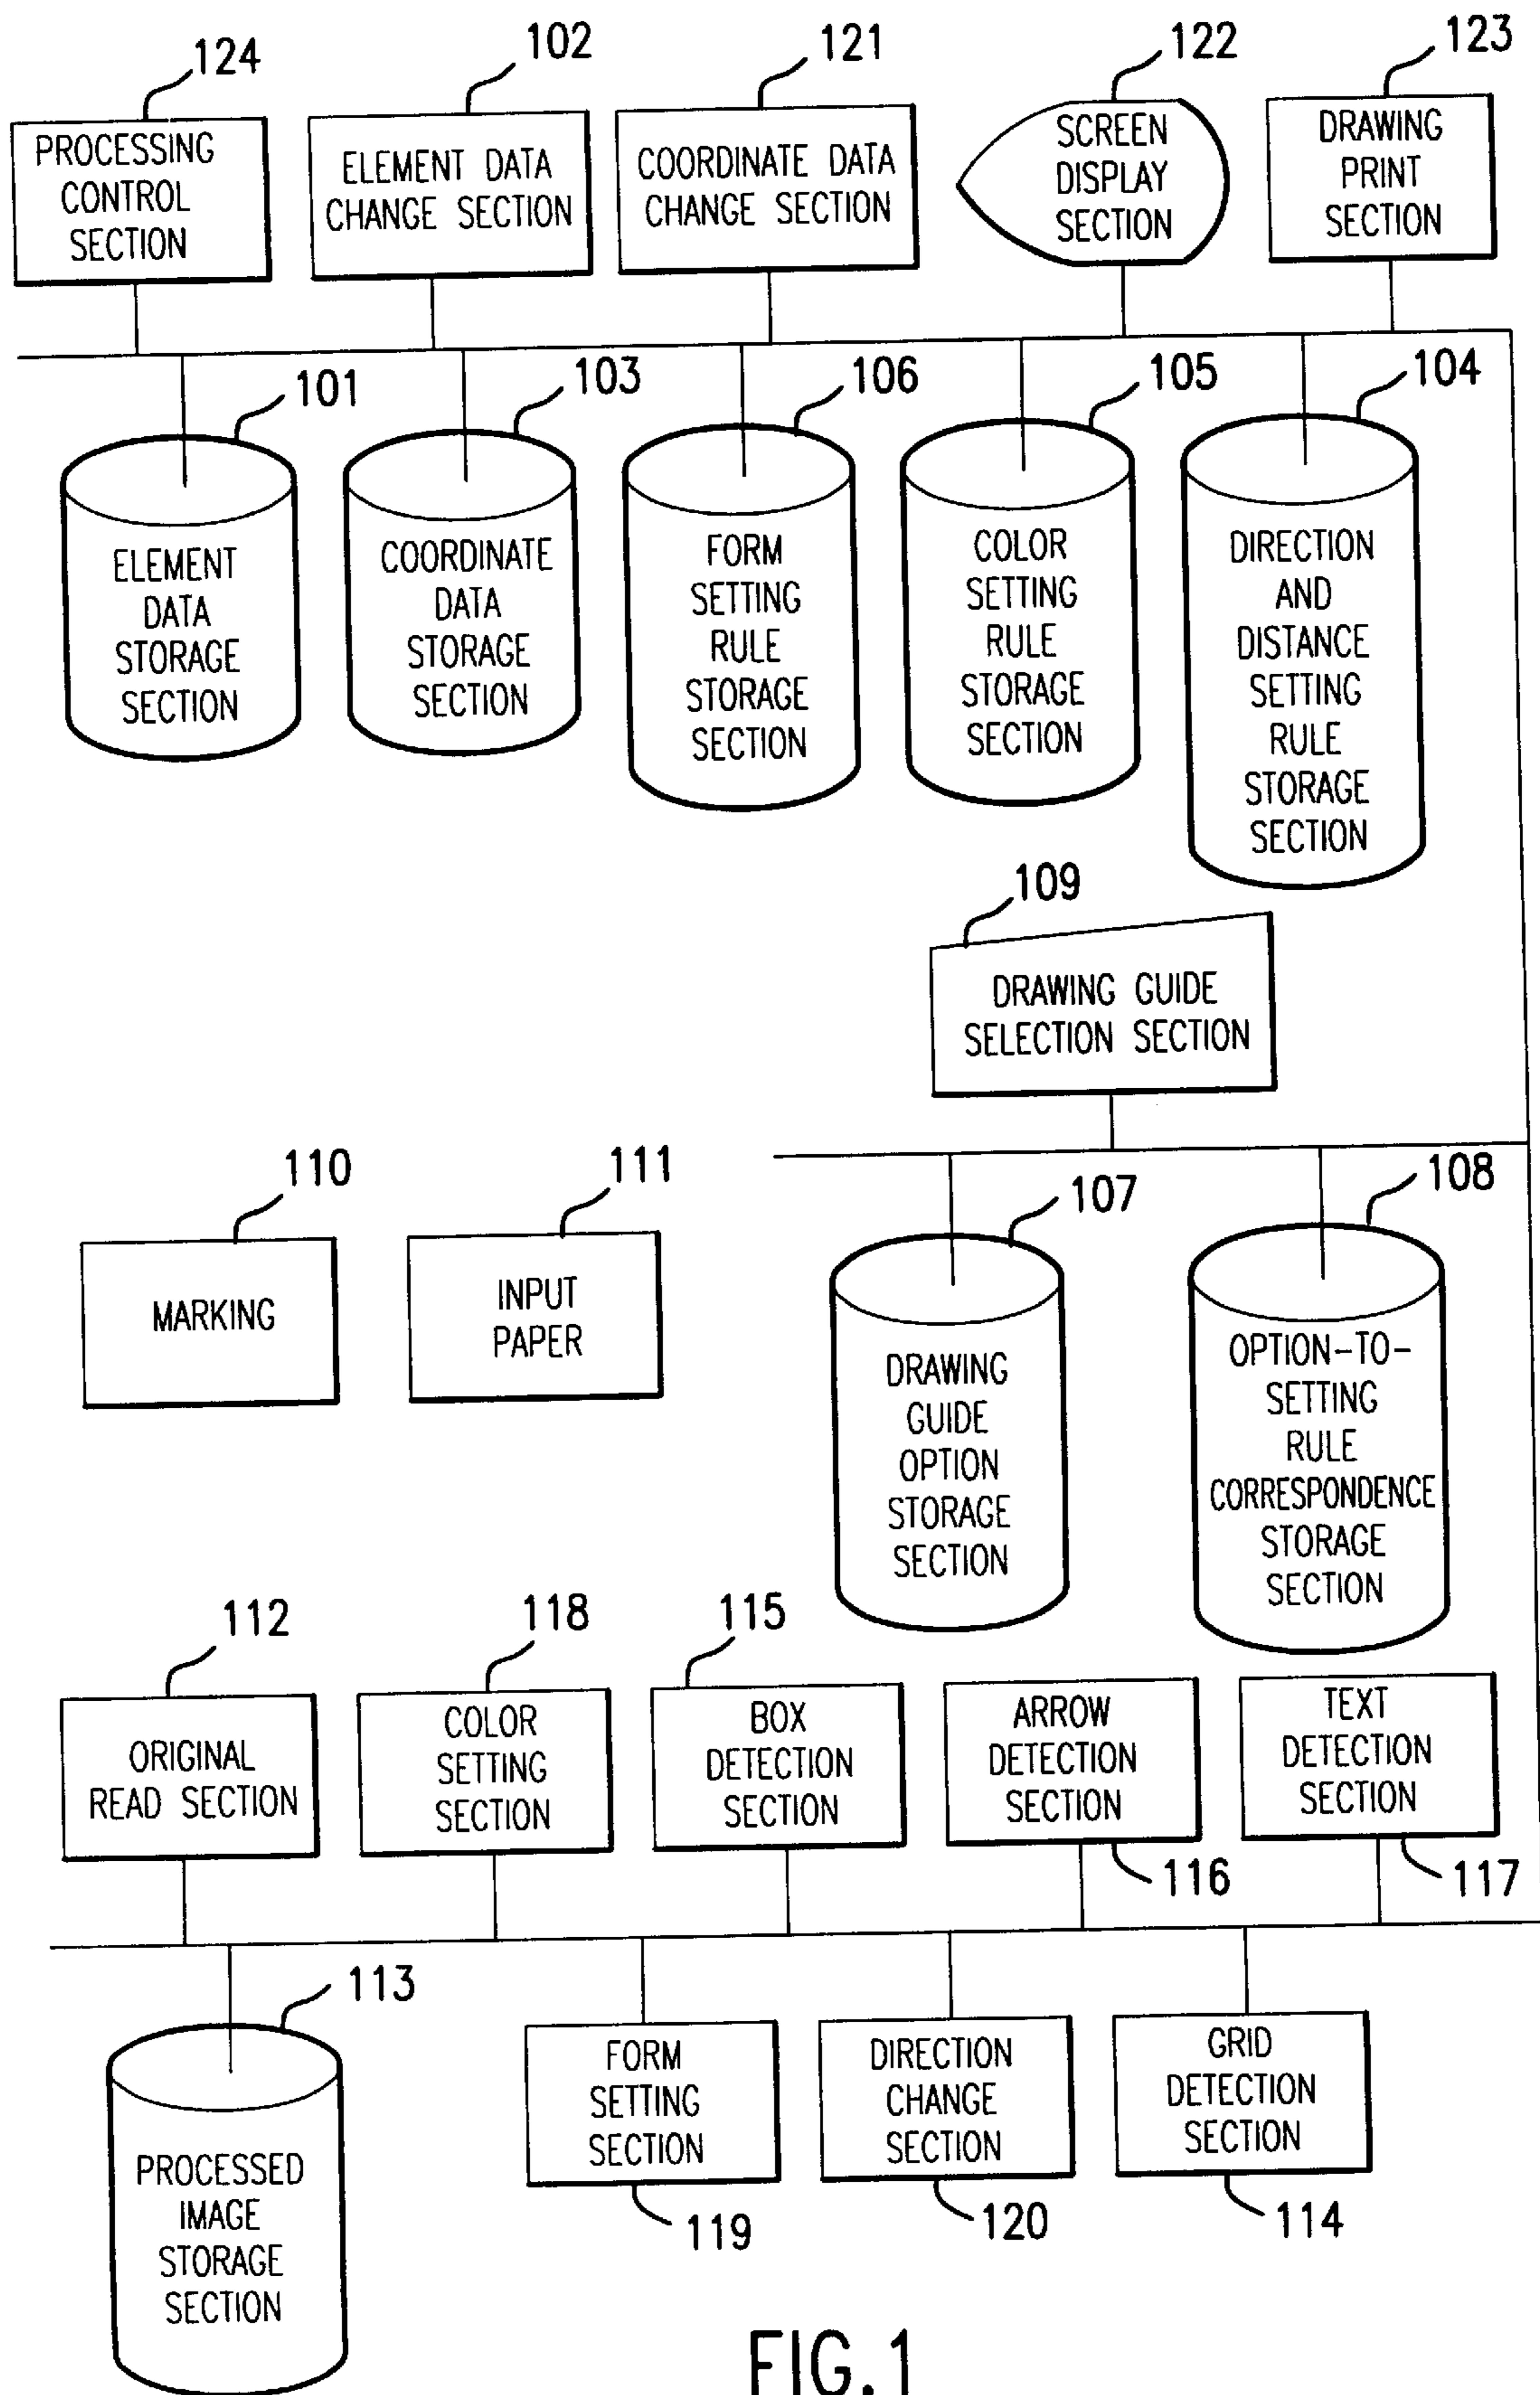 124
102
121
122
123
PROCESSING
CONTROL
SECTION
ELEMENT DATA
CHANGE SECTION
COORDINATE DATA
CHANGE SECTION
SCREEN
DISPLAY
SECTION
DRAWING
PRINT
SECTION
101
103
106
105
104
ELEMENT
DATA
STORAGE
SECTION
COORDINATE
DATA
STORAGE
SECTION
FORM
SETTING
RULE
STORAGE
SECTION
COLOR
SETTING
RULE
STORAGE
SECTION
DIRECTION
AND
DISTANCE
SETTING
RULE
STORAGE
SECTION
109
DRAWING GUIDE
SELECTION SECTION
110
111
107
108
MARKING
INPUT
PAPER
DRAWING
GUIDE
OPTION
STORAGE
SECTION
OPTION-TO-
SETTING
RULE
CORRESPONDENCE
STORAGE
SECTION
112
118
115
ORIGINAL
READ SECTION
COLOR
SETTING
SECTION
BOX
DETECTION
SECTION
ARROW
DETECTION
SECTION
TEXT
DETECTION
SECTION
116
117
113
PROCESSED
IMAGE
STORAGE
SECTION
FORM
SETTING
SECTION
DIRECTION
CHANGE
SECTION
GRID
DETECTION
SECTION
119
120
114
FIG.1